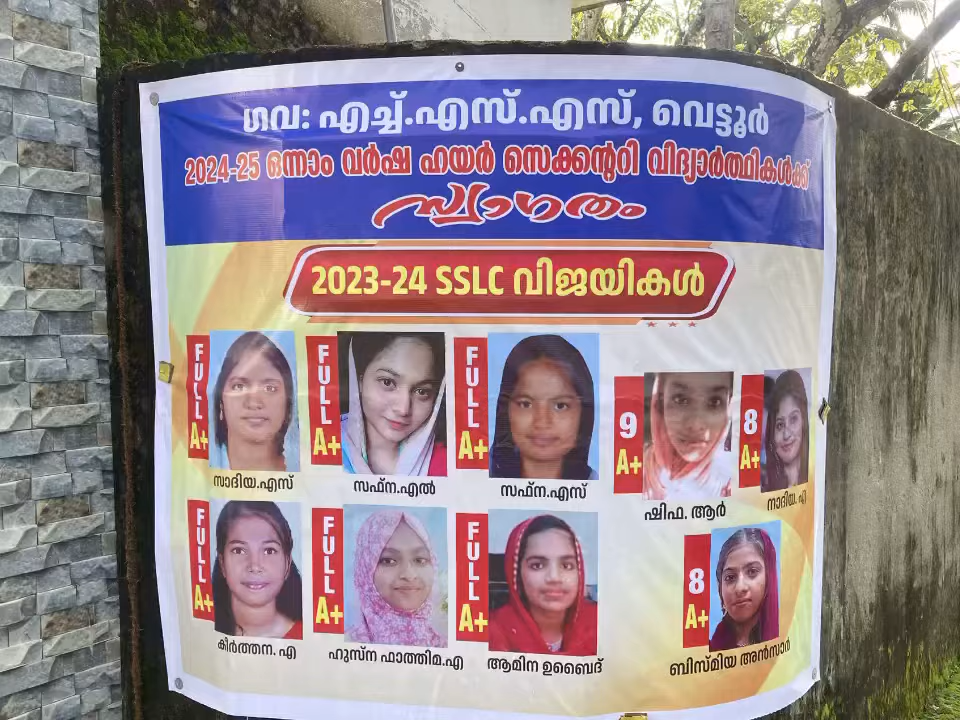 ഗവ: എച്ച്.എസ്.എസ്, വെട്ടൂർ
2024-25 ഒന്നാം വർഷ ഹയർ സെക്കന്ററി വിദ്യാർത്ഥികൾക്ക്
സ്വാഗതം
2023-24 SSLC വിജയികൾ
FULL A+
സാദിയ.എസ്
FULL A+
സഫ്ന.എൽ
FULL A+
സഫ്ന.എസ്
9 A+
ഷിഫ. ആർ
8 A+
നാദിയ. എ
FULL A+
കീർത്തന. എ
FULL A+
ഹുസ്ന ഫാത്തിമ.എ
FULL A+
ആമിന ഉബൈദ്
8 A+
ബിസ്മിയ അൻസാർ